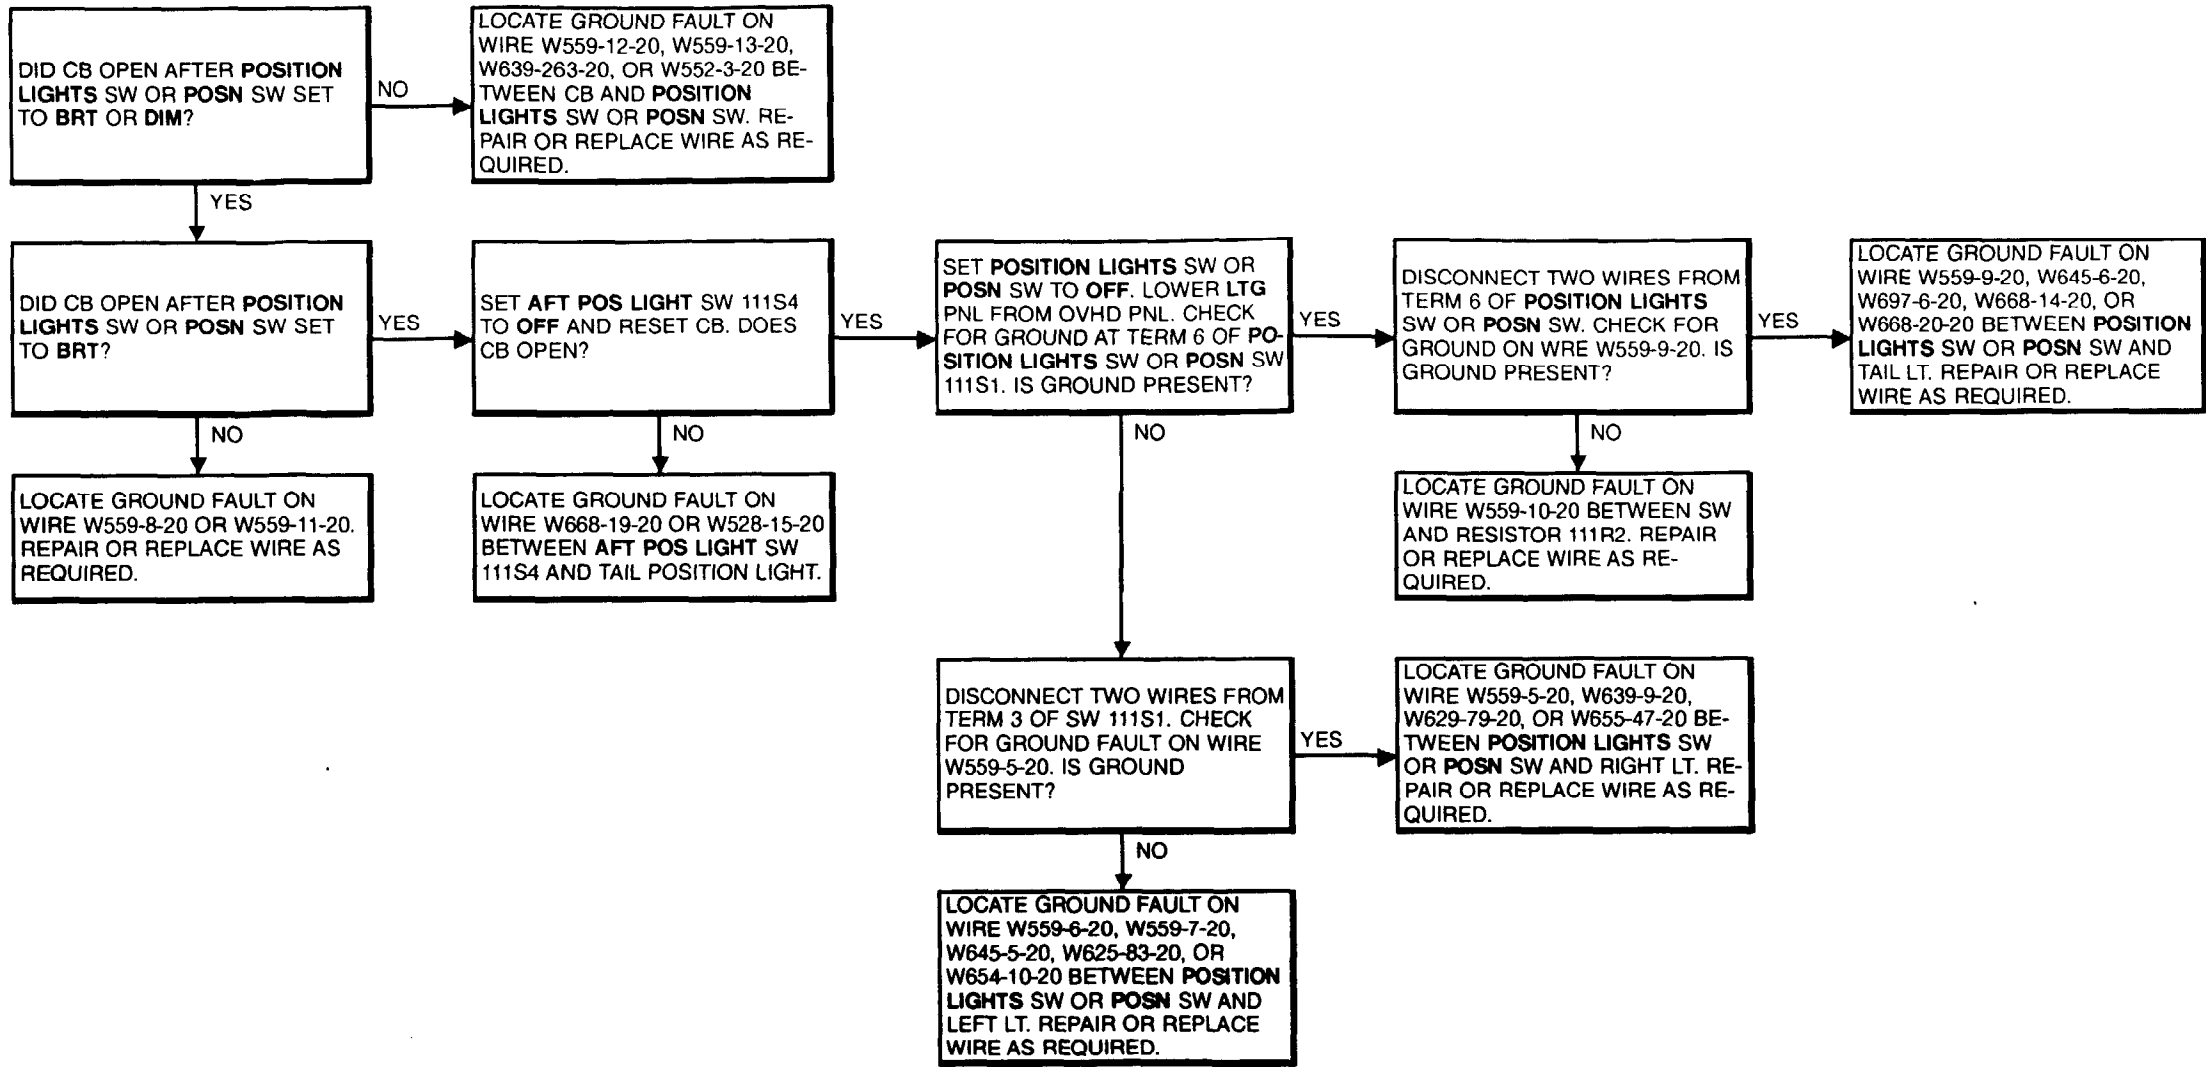 DID CB OPEN AFTER POSITION
LIGHTS SW OR POSN SW SET
TO BRT OR DIM?
NO
LOCATE GROUND FAULT ON
WIRE W559-12-20, W559-13-20,
W639-263-20, OR W552-3-20 BE-
TWEEN CB AND POSITION
LIGHTS SW OR POSN SW. RE-
PAIR OR REPLACE WIRE AS RE-
QUIRED.
YES
DID CB OPEN AFTER POSITION
LIGHTS SW OR POSN SW SET
TO BRT?
YES
SET AFT POS LIGHT SW 111S4
TO OFF AND RESET CB. DOES
CB OPEN?
YES
SET POSITION LIGHTS SW OR
POSN SW TO OFF. LOWER LTG
PNL FROM OVHD PNL. CHECK
FOR GROUND AT TERM 6 OF PO-
SITION LIGHTS SW OR POSN SW
111S1. IS GROUND PRESENT?
YES
DISCONNECT TWO WIRES FROM
TERM 6 OF POSITION LIGHTS
SW OR POSN SW. CHECK FOR
GROUND ON WRE W559-9-20. IS
GROUND PRESENT?
YES
LOCATE GROUND FAULT ON
WIRE W559-9-20, W645-6-20,
W697-6-20, W668-14-20, OR
W668-20-20 BETWEEN POSITION
LIGHTS SW OR POSN SW AND
TAIL LT. REPAIR OR REPLACE
WIRE AS REQUIRED.
NO
LOCATE GROUND FAULT ON
WIRE W559-8-20 OR W559-11-20.
REPAIR OR REPLACE WIRE AS
REQUIRED.
NO
LOCATE GROUND FAULT ON
WIRE W668-19-20 OR W528-15-20
BETWEEN AFT POS LIGHT SW
111S4 AND TAIL POSITION LIGHT.
NO
NO
LOCATE GROUND FAULT ON
WIRE W559-10-20 BETWEEN SW
AND RESISTOR 111R2. REPAIR
OR REPLACE WIRE AS RE-
QUIRED.
DISCONNECT TWO WIRES FROM
TERM 3 OF SW 111S1. CHECK
FOR GROUND FAULT ON WIRE
W559-5-20. IS GROUND
PRESENT?
YES
LOCATE GROUND FAULT ON
WIRE W559-5-20, W639-9-20,
W629-79-20, OR W655-47-20 BE-
TWEEN POSITION LIGHTS SW
OR POSN SW AND RIGHT LT. RE-
PAIR OR REPLACE WIRE AS RE-
QUIRED.
NO
LOCATE GROUND FAULT ON
WIRE W559-6-20, W559-7-20,
W645-5-20, W625-83-20, OR
W654-10-20 BETWEEN POSITION
LIGHTS SW OR POSN SW AND
LEFT LT. REPAIR OR REPLACE
WIRE AS REQUIRED.